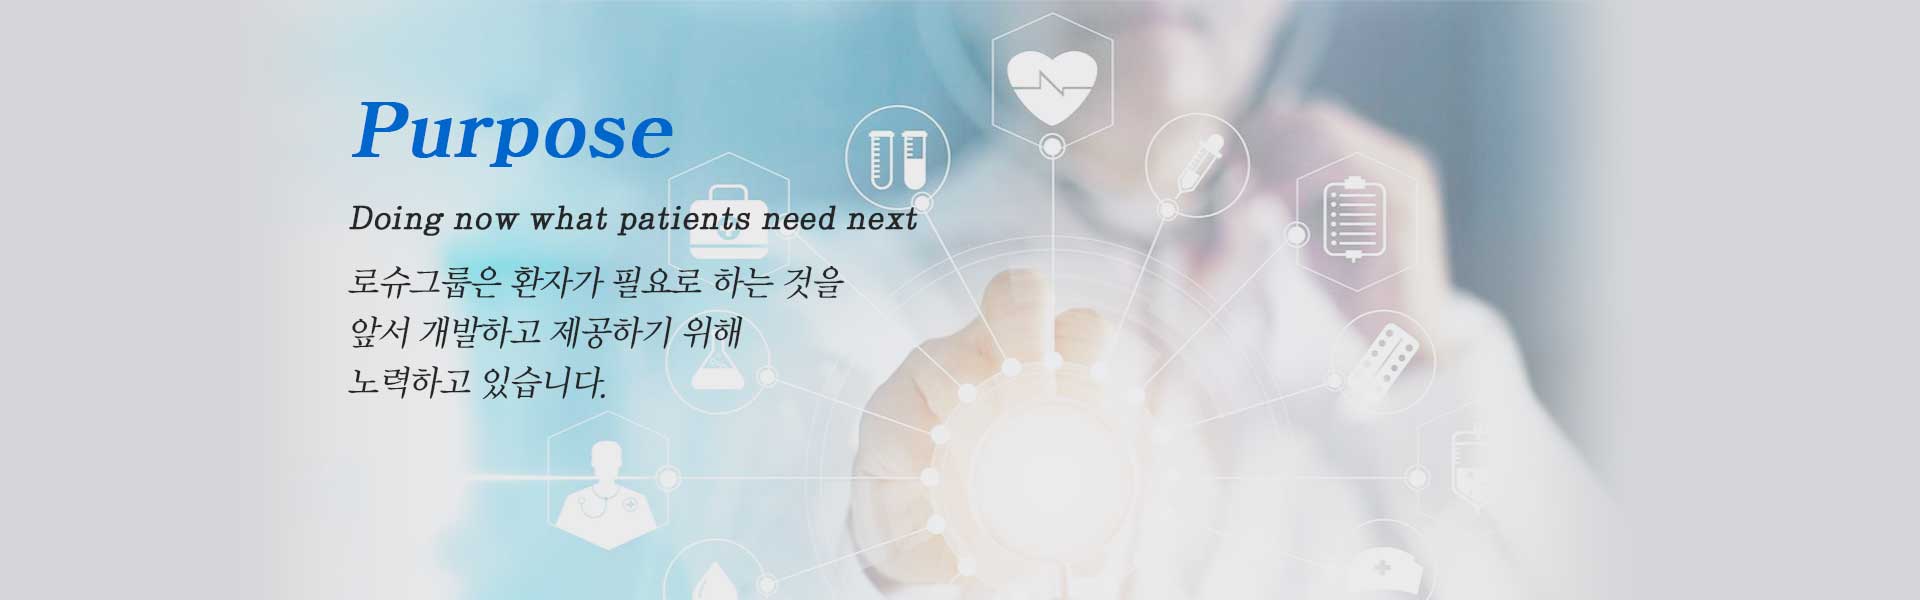 Purpose
Doing now what patients need next
로슈그룹은 환자가 필요로 하는 것을
앞서 개발하고 제공하기 위해
노력하고 있습니다.